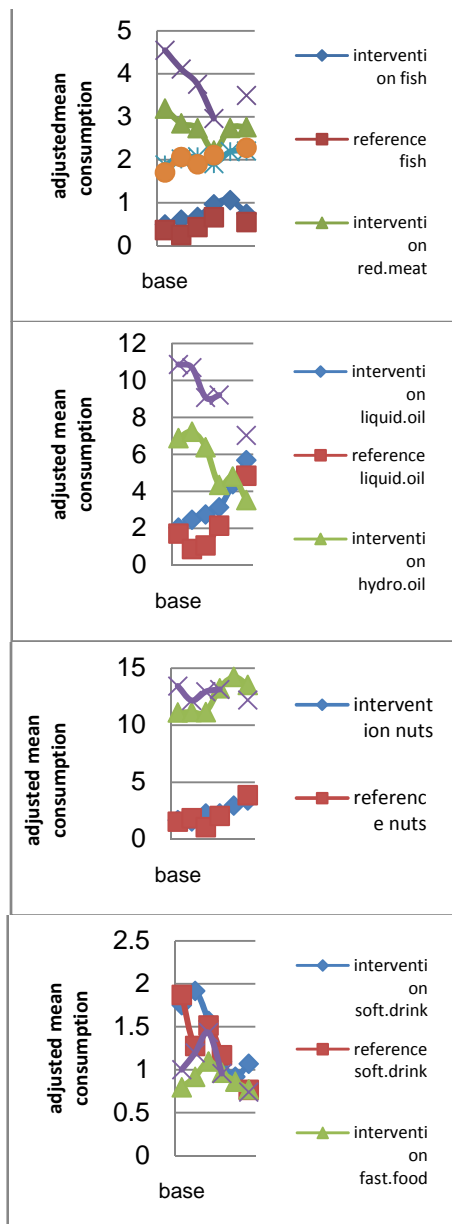 adjustedmean
consumption
5
4
3
2
1
0
base
interventi
on fish
reference
fish
interventi
on
red.meat
adjusted mean
consumption
12
10
8
6
4
2
0
base
interventi
on
liquid.oil
reference
liquid.oil
interventi
on
hydro.oil
adjusted mean
consumption
15
10
5
0
base
intervent
ion nuts
referenc
e nuts
adjusted mean
consumption
2.5
2
1.5
1
0.5
0
base
interventi
on
soft.drink
reference
soft.drink
interventi
on
fast.food